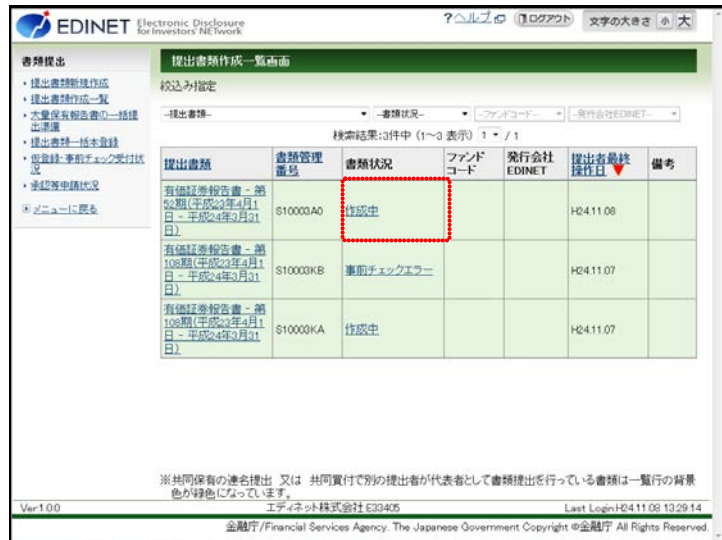 EDINET Electronic Disclosure
for Investors' NETwork
?ヘルプ ログアウト 文字の大きさ 小 大
書類提出
・提出書類新規作成
・提出書類作成一覧
・大量保有報告書の一括提
出準備
・提出書類一括本登録
・仮登録・事前チェック受付状
況
・承認等申請状況
メニューに戻る
提出書類作成一覧画面
絞込み指定
-提出書類- -書類状況- -ファンドコード- -発行会社EDINET-
検索結果:3件中 (1～3 表示) 1 / 1
提出書類 書類管理番号 書類状況 ファンドコード 発行会社EDINET 提出者最終操作日▼ 備考
有価証券報告書 - 第
52期(平成23年4月1
日 - 平成24年3月31
日)
S10003A0 作成中 H24.11.08
有価証券報告書 - 第
108期(平成23年4月1
日 - 平成24年3月31
日)
S10003KB 事前チェックエラー H24.11.07
有価証券報告書 - 第
108期(平成23年4月1
日 - 平成24年3月31
日)
S10003KA 作成中 H24.11.07
※共同保有の連名提出 又は 共同買付で別の提出者が代表者として書類提出を行っている書類は一覧行の背景
色が緑色になっています。
Ver1.00 エディネット株式会社 E33405 Last Login:H24.11.08 13:29:14
金融庁/Financial Services Agency. The Japanese Government Copyright ©金融庁 All Rights Reserved.